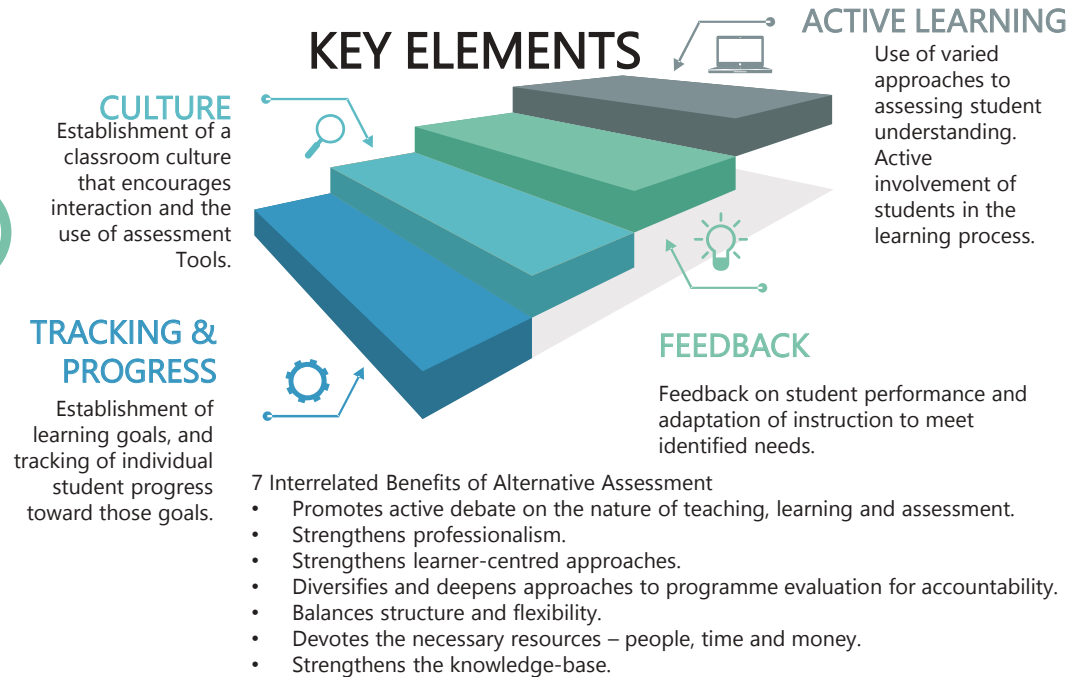 KEY ELEMENTS
CULTURE
Establishment of a
classroom culture
that encourages
interaction and the
use of assessment
Tools.
TRACKING &
PROGRESS
Establishment of
learning goals, and
tracking of individual
student progress
toward those goals.
ACTIVE LEARNING
Use of varied
approaches to
assessing student
understanding.
Active
involvement of
students in the
learning process.
FEEDBACK
Feedback on student performance and
adaptation of instruction to meet
identified needs.
7 Interrelated Benefits of Alternative Assessment
• Promotes active debate on the nature of teaching, learning and assessment.
• Strengthens professionalism.
• Strengthens learner-centred approaches.
• Diversifies and deepens approaches to programme evaluation for accountability.
• Balances structure and flexibility.
• Devotes the necessary resources – people, time and money.
• Strengthens the knowledge-base.